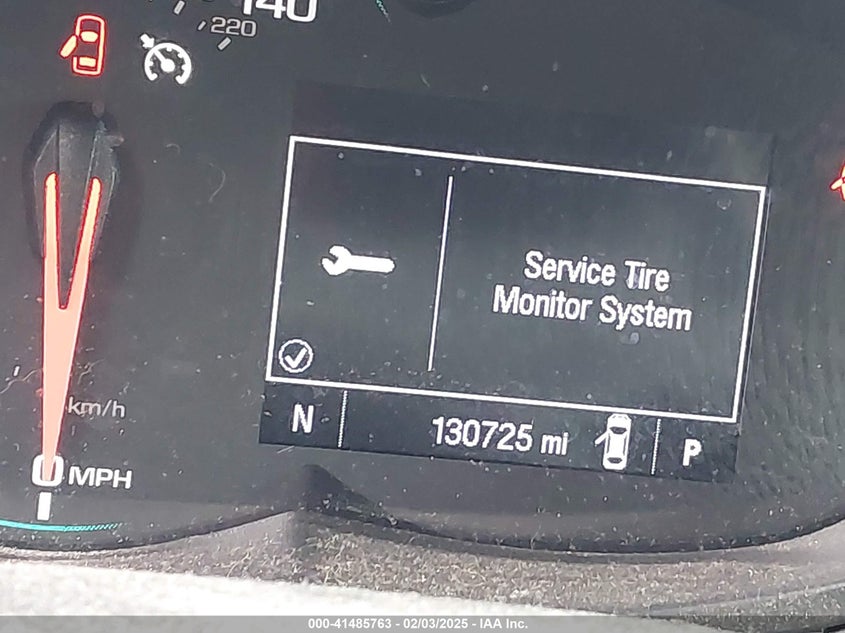 140
220
Service Tire
Monitor System
km/h
N 130725 mi P
0 MPH
000-41485763 - 02/03/2025 - IAA Inc.